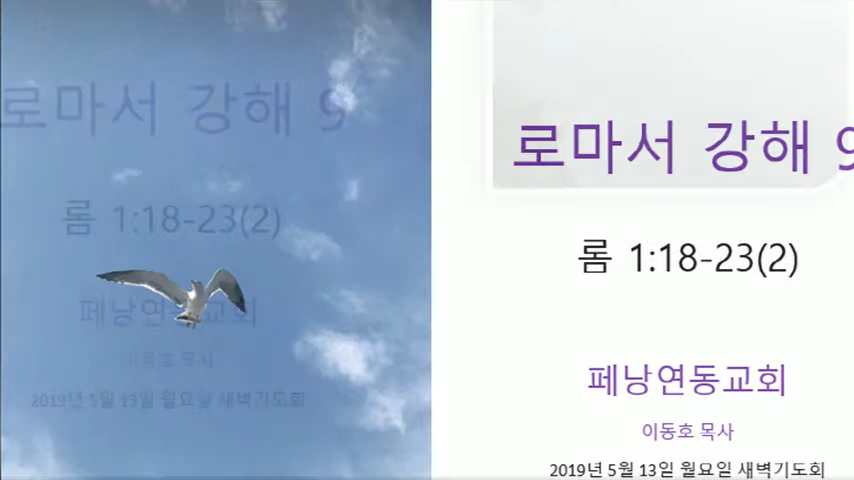 로마서 강해 9
롬 1:18-23(2)
페낭연동교회
이동호 목사
2019년 5월 13일 월요일 새벽기도회
로마서 강해 9
롬 1:18-23(2)
페낭연동교회
이동호 목사
2019년 5월 13일 월요일 새벽기도회